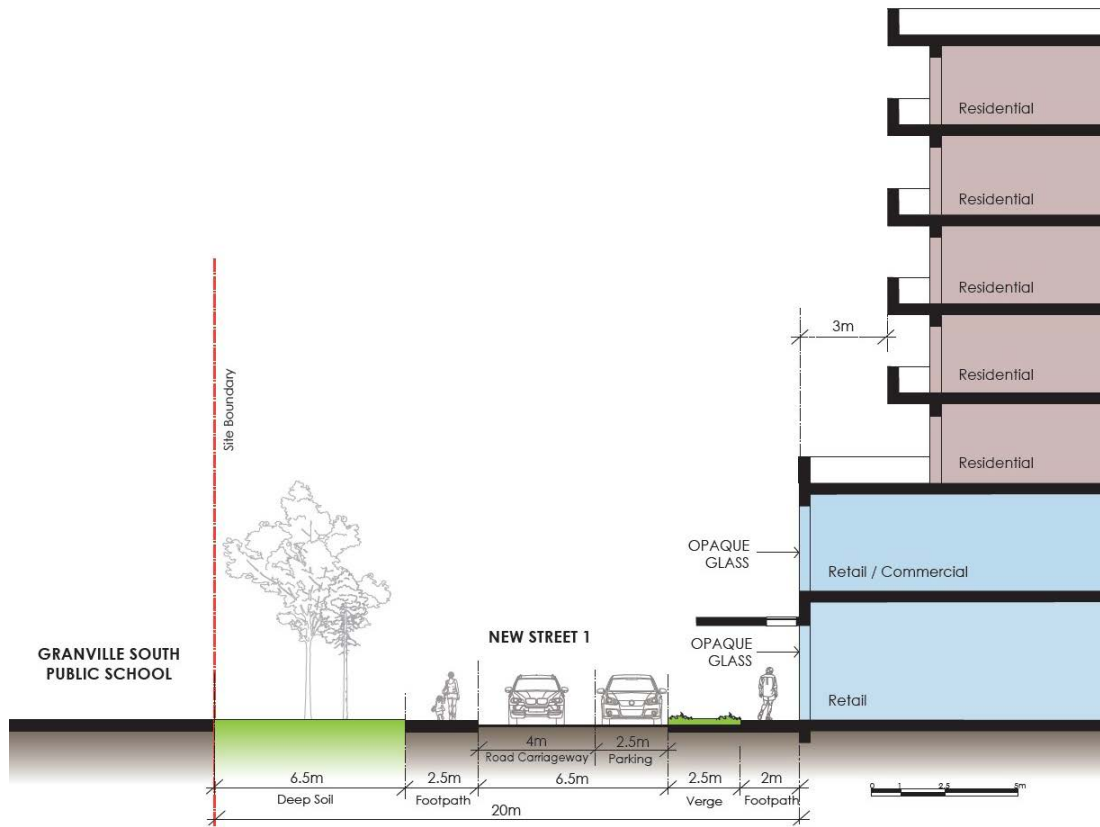 Residential
Residential
Residential
3m
Residential
Site Boundary
Residential
OPAQUE
GLASS
Retail / Commercial
NEW STREET 1
OPAQUE
GLASS
GRANVILLE SOUTH
PUBLIC SCHOOL
Retail
4m
2.5m
Road Carriageway
Parking
6.5m
2.5m
6.5m
2.5m
2m
Deep Soil
Footpath
Verge
Footpath
0 1 2.5 5m
20m